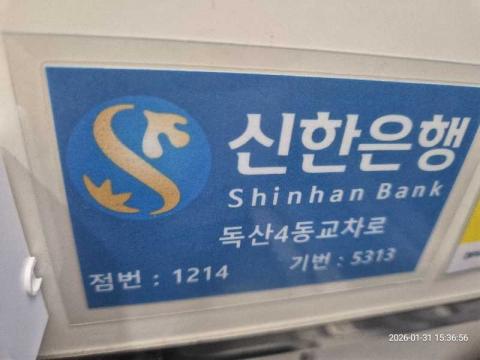 신한은행
Shinhan Bank
독산4동교차로
점번 : 1214
기번 : 5313
2026-01-31 15:36:56